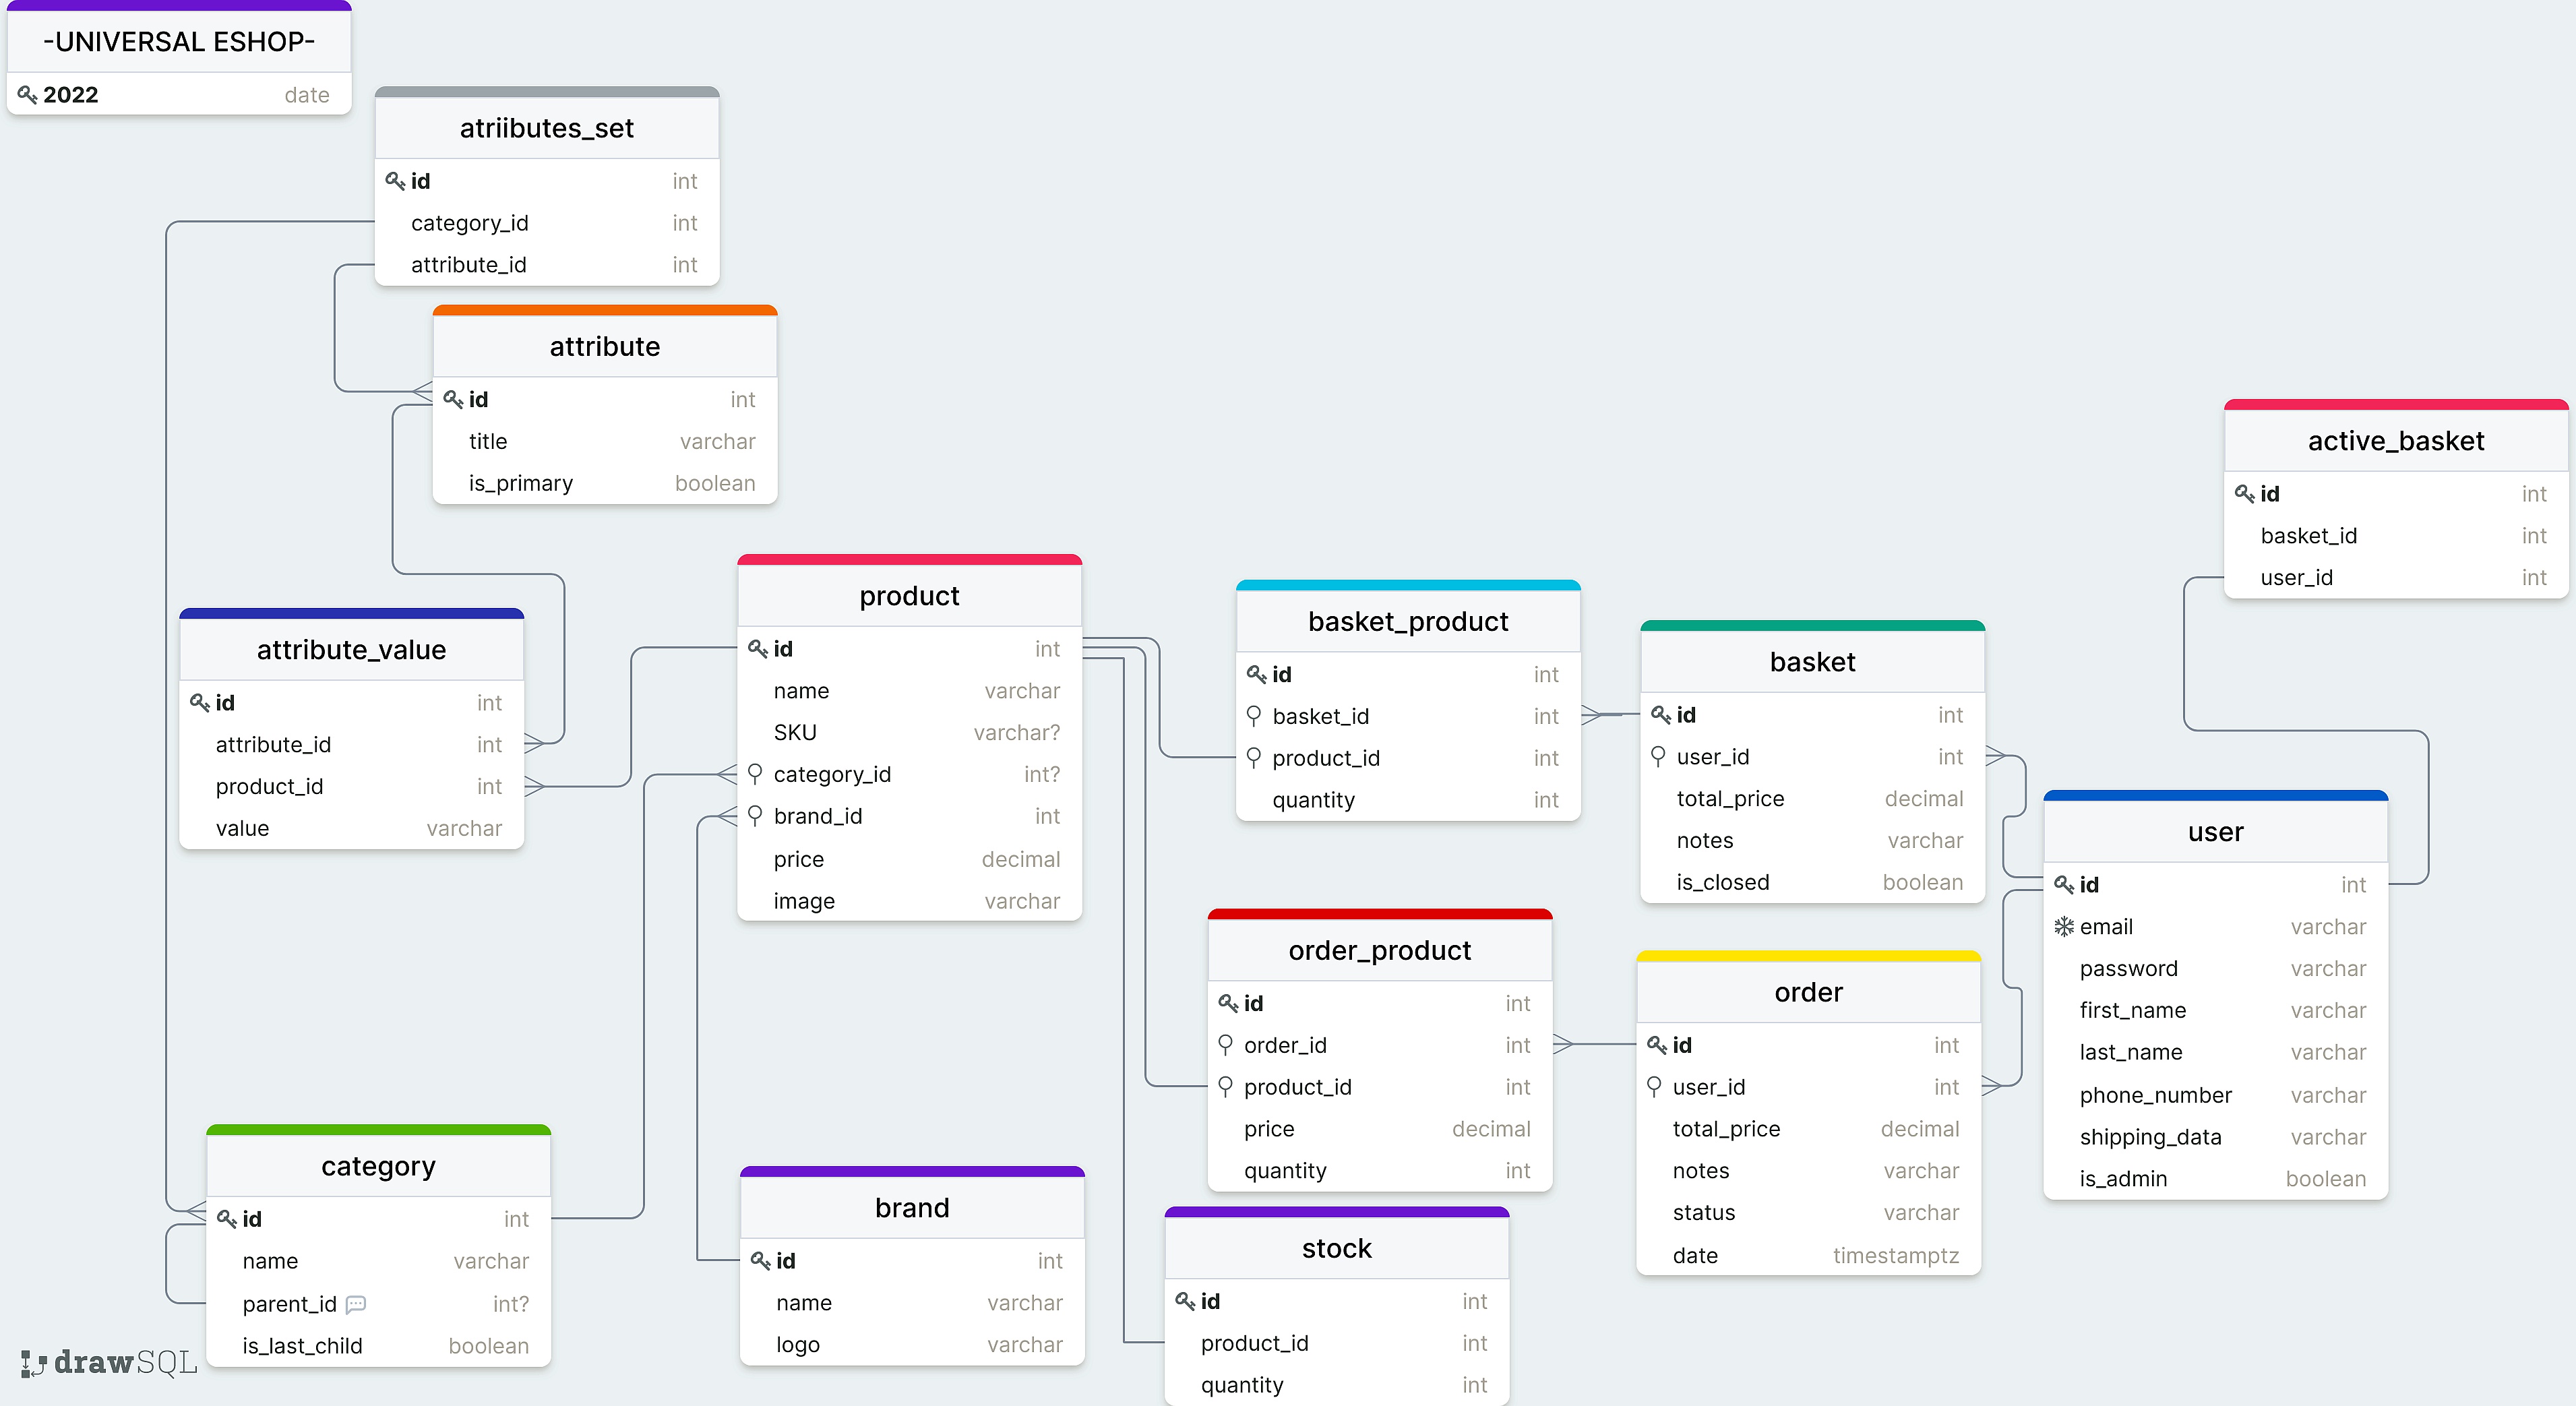 -UNIVERSAL ESHOP-
2022 date
atriibutes_set
id int
category_id int
attribute_id int
attribute
id int
title varchar
is_primary boolean
active_basket
id int
basket_id int
user_id int
attribute_value
id int
attribute_id int
product_id int
value varchar
product
id int
name varchar
SKU varchar?
category_id int?
brand_id int
price decimal
image varchar
basket_product
id int
basket_id int
product_id int
quantity int
basket
id int
user_id int
total_price decimal
notes varchar
is_closed boolean
user
id int
email varchar
password varchar
first_name varchar
last_name varchar
phone_number varchar
shipping_data varchar
is_admin boolean
order_product
id int
order_id int
product_id int
price decimal
quantity int
order
id int
user_id int
total_price decimal
notes varchar
status varchar
date timestamptz
category
id int
name varchar
parent_id int?
is_last_child boolean
brand
id int
name varchar
logo varchar
stock
id int
product_id int
quantity int
drawSQL